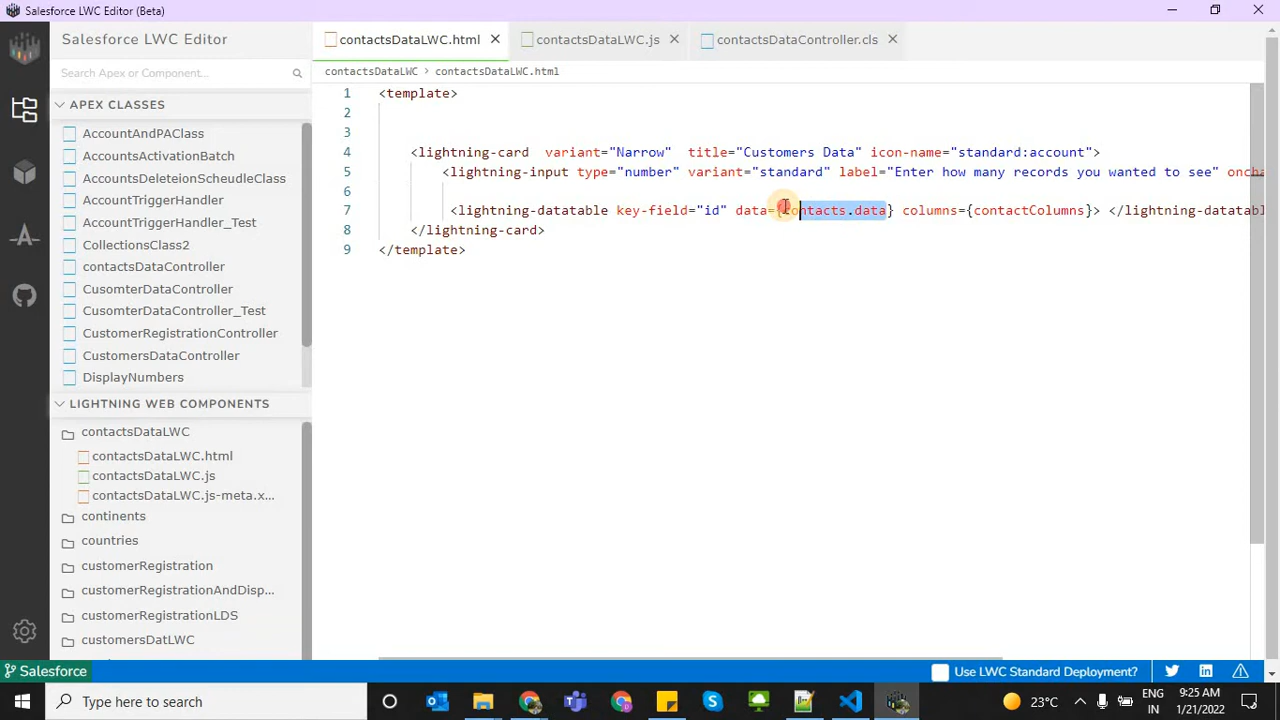 Salesforce LWC Editor (Beta)
Salesforce LWC Editor
contactsDataLWC.html
contactsDataLWC.js
contactsDataController.cls
Search Apex or Component...
contactsDataLWC > contactsDataLWC.html
APEX CLASSES
AccountAndPAClass
AccountsActivationBatch
AccountsDeleteionScheudleClass
AccountTriggerHandler
AccountTriggerHandler_Test
CollectionsClass2
contactsDataController
CusomterDataController
CusomterDataController_Test
CustomerRegistrationController
CustomersDataController
DisplayNumbers
LIGHTNING WEB COMPONENTS
contactsDataLWC
contactsDataLWC.html
contactsDataLWC.js
contactsDataLWC.js-meta.x...
continents
countries
customerRegistration
customerRegistrationAndDisp...
customerRegistrationLDS
customersDatLWC
1 <template>
2
3
4 <lightning-card variant="Narrow" title="Customers Data" icon-name="standard:account">
5 <lightning-input type="number" variant="standard" label="Enter how many records you wanted to see" oncha
6
7 <lightning-datatable key-field="id" data={contacts.data} columns={contactColumns}> </lightning-datatabl
8 </lightning-card>
9 </template>
Salesforce
Use LWC Standard Deployment?
Type here to search
23°C
ENG
IN
9:25 AM
1/21/2022